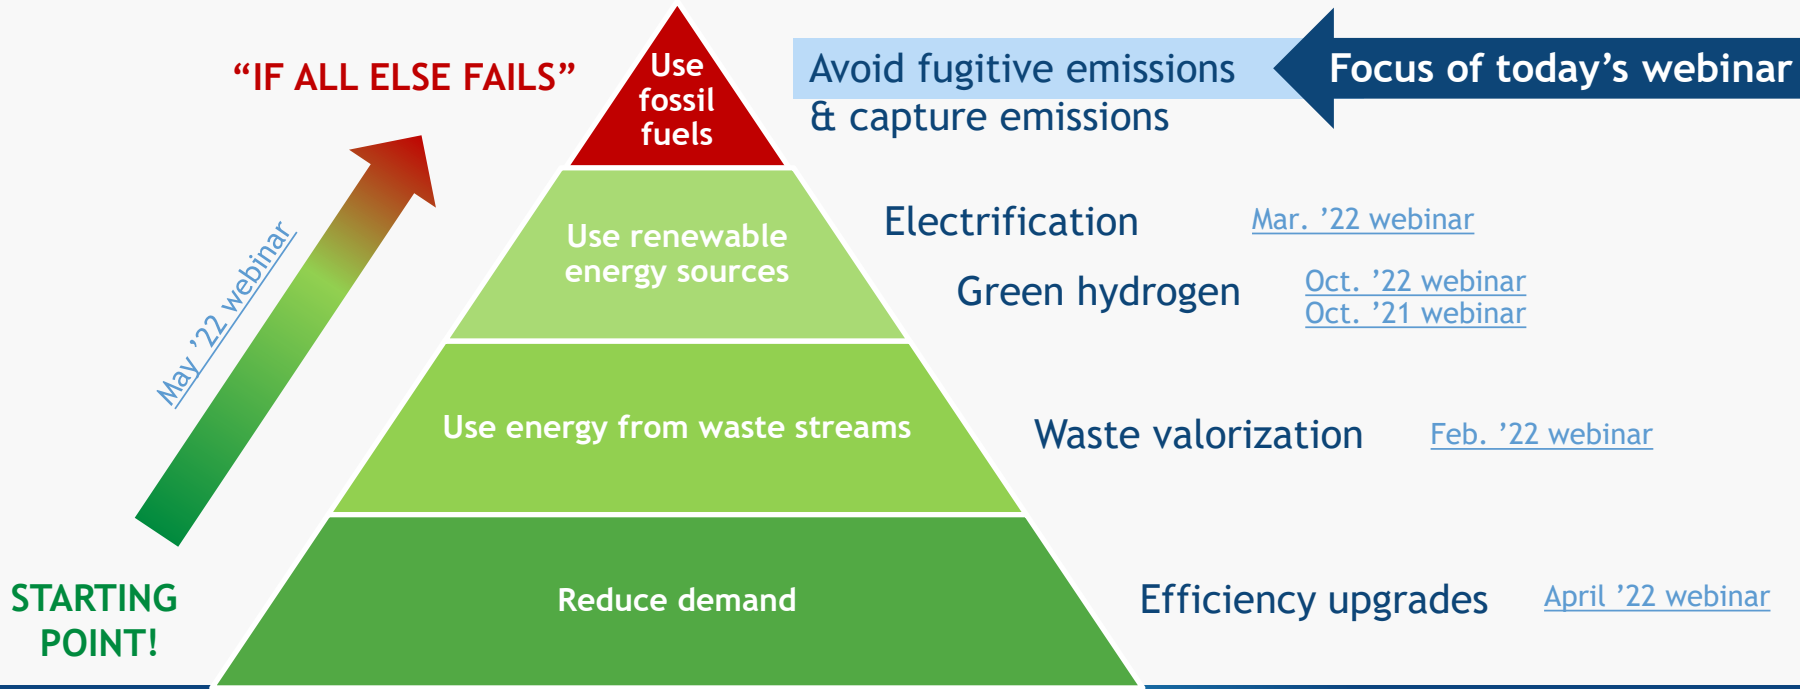 “IF ALL ELSE FAILS”
Use
fossil
fuels
Avoid fugitive emissions
& capture emissions
Focus of today’s webinar
May ’22 webinar
Use renewable
energy sources
Electrification
Mar. ’22 webinar
Green hydrogen
Oct. ’22 webinar
Oct. ’21 webinar
Use energy from waste streams
Waste valorization
Feb. ’22 webinar
STARTING
POINT!
Reduce demand
Efficiency upgrades
April ’22 webinar